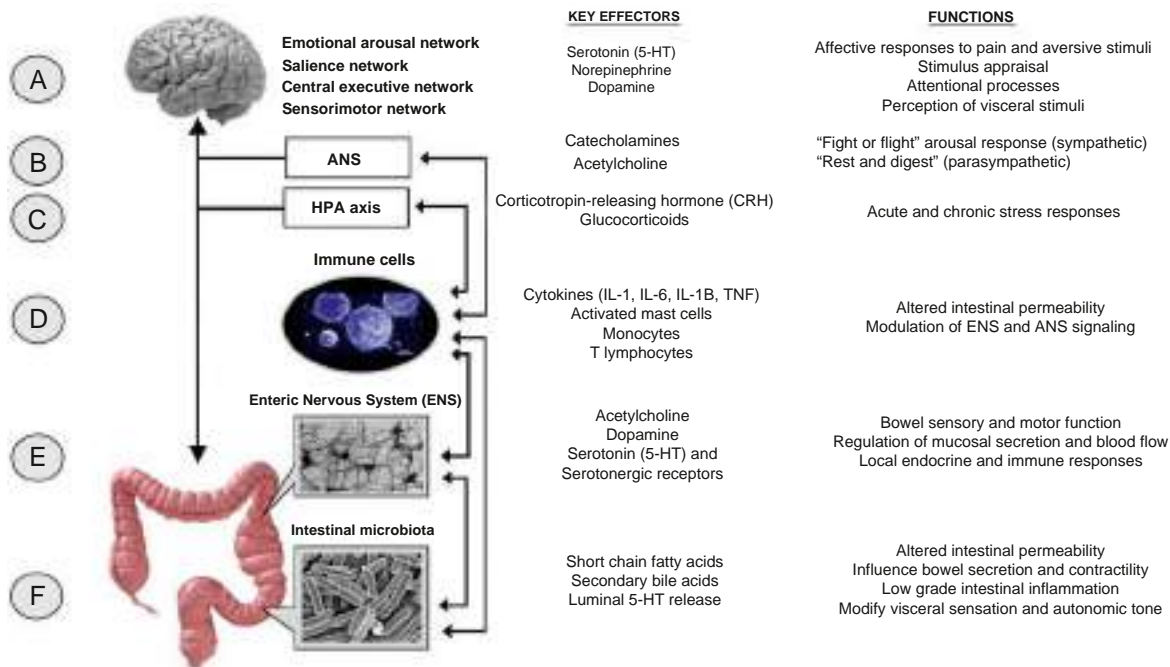 KEY EFFECTORS
FUNCTIONS
A
Emotional arousal network
Salience network
Central executive network
Sensorimotor network
Serotonin (5-HT)
Norepinephrine
Dopamine
Affective responses to pain and aversive stimuli
Stimulus appraisal
Attentional processes
Perception of visceral stimuli
B
ANS
Catecholamines
Acetylcholine
“Fight or flight” arousal response (sympathetic)
“Rest and digest” (parasympathetic)
C
HPA axis
Corticotropin-releasing hormone (CRH)
Glucocorticoids
Acute and chronic stress responses
D
Immune cells
Cytokines (IL-1, IL-6, IL-1B, TNF)
Activated mast cells
Monocytes
T lymphocytes
Altered intestinal permeability
Modulation of ENS and ANS signaling
E
Enteric Nervous System (ENS)
Acetylcholine
Dopamine
Serotonin (5-HT) and
Serotonergic receptors
Bowel sensory and motor function
Regulation of mucosal secretion and blood flow
Local endocrine and immune responses
F
Intestinal microbiota
Short chain fatty acids
Secondary bile acids
Luminal 5-HT release
Altered intestinal permeability
Influence bowel secretion and contractility
Low grade intestinal inflammation
Modify visceral sensation and autonomic tone